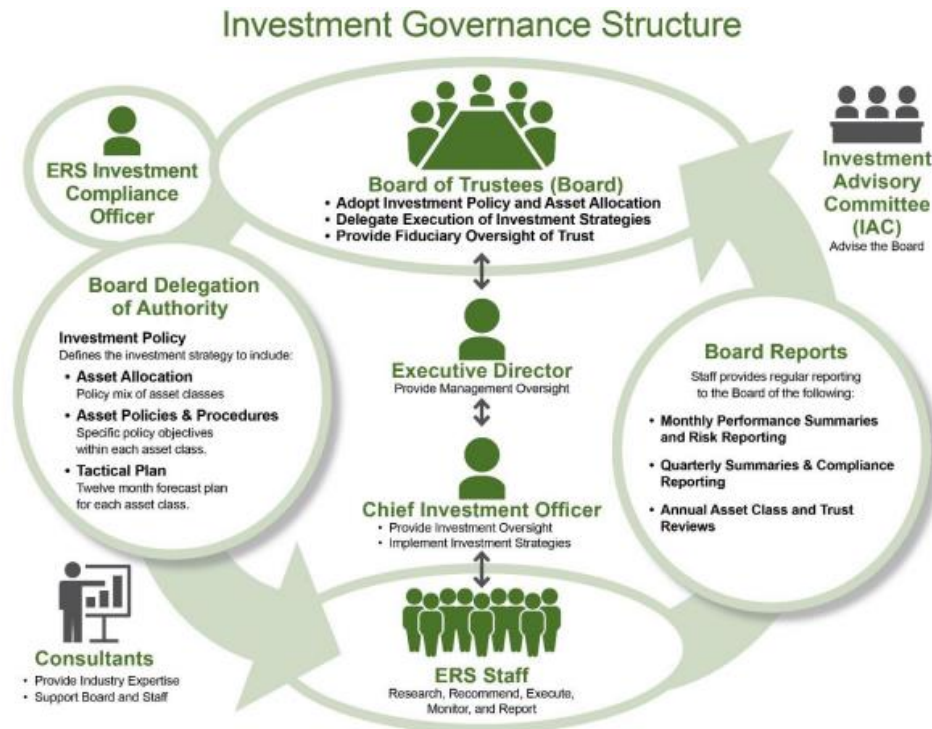 Investment Governance Structure
ERS Investment
Compliance
Officer
Board of Trustees (Board)
• Adopt Investment Policy and Asset Allocation
• Delegate Execution of Investment Strategies
• Provide Fiduciary Oversight of Trust
Investment
Advisory
Committee
(IAC)
Advise the Board
Board Delegation
of Authority
Investment Policy
Defines the investment strategy to include:
• Asset Allocation
Policy mix of asset classes
• Asset Policies & Procedures
Specific policy objectives
within each asset class.
• Tactical Plan
Twelve month forecast plan
for each asset class.
Executive Director
Provide Management Oversight
Chief Investment Officer
• Provide Investment Oversight
• Implement Investment Strategies
Board Reports
Staff provides regular reporting
to the Board of the following:
• Monthly Performance Summaries
and Risk Reporting
• Quarterly Summaries & Compliance
Reporting
• Annual Asset Class and Trust
Reviews
Consultants
• Provide Industry Expertise
• Support Board and Staff
ERS Staff
Research, Recommend, Execute,
Monitor, and Report